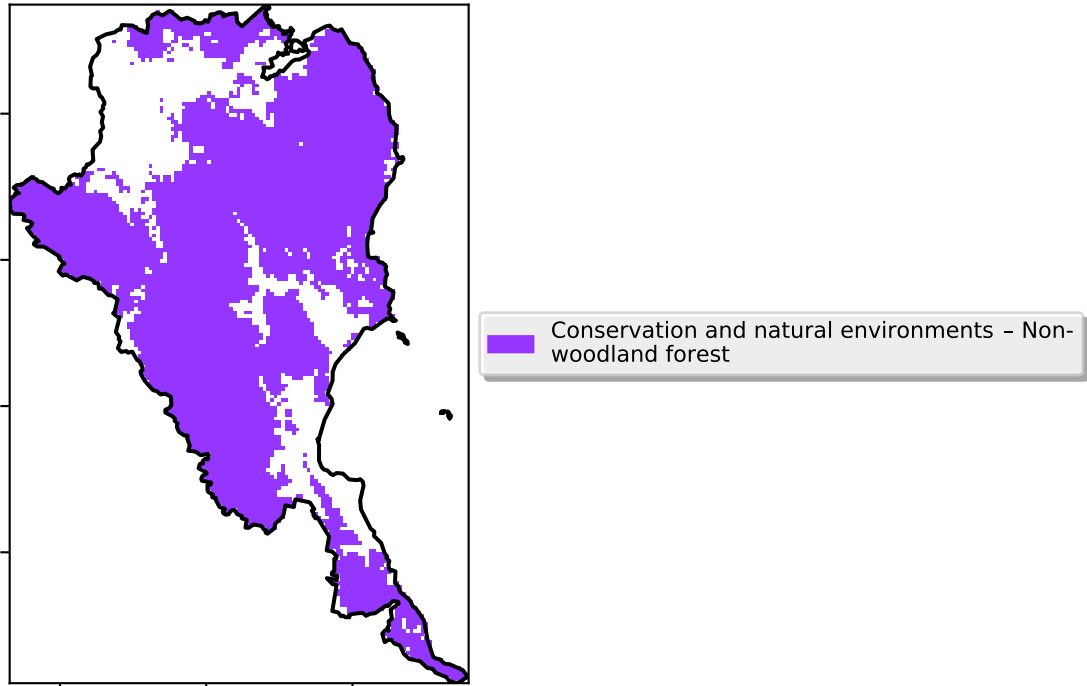 Conservation and natural environments – Non-
woodland forest